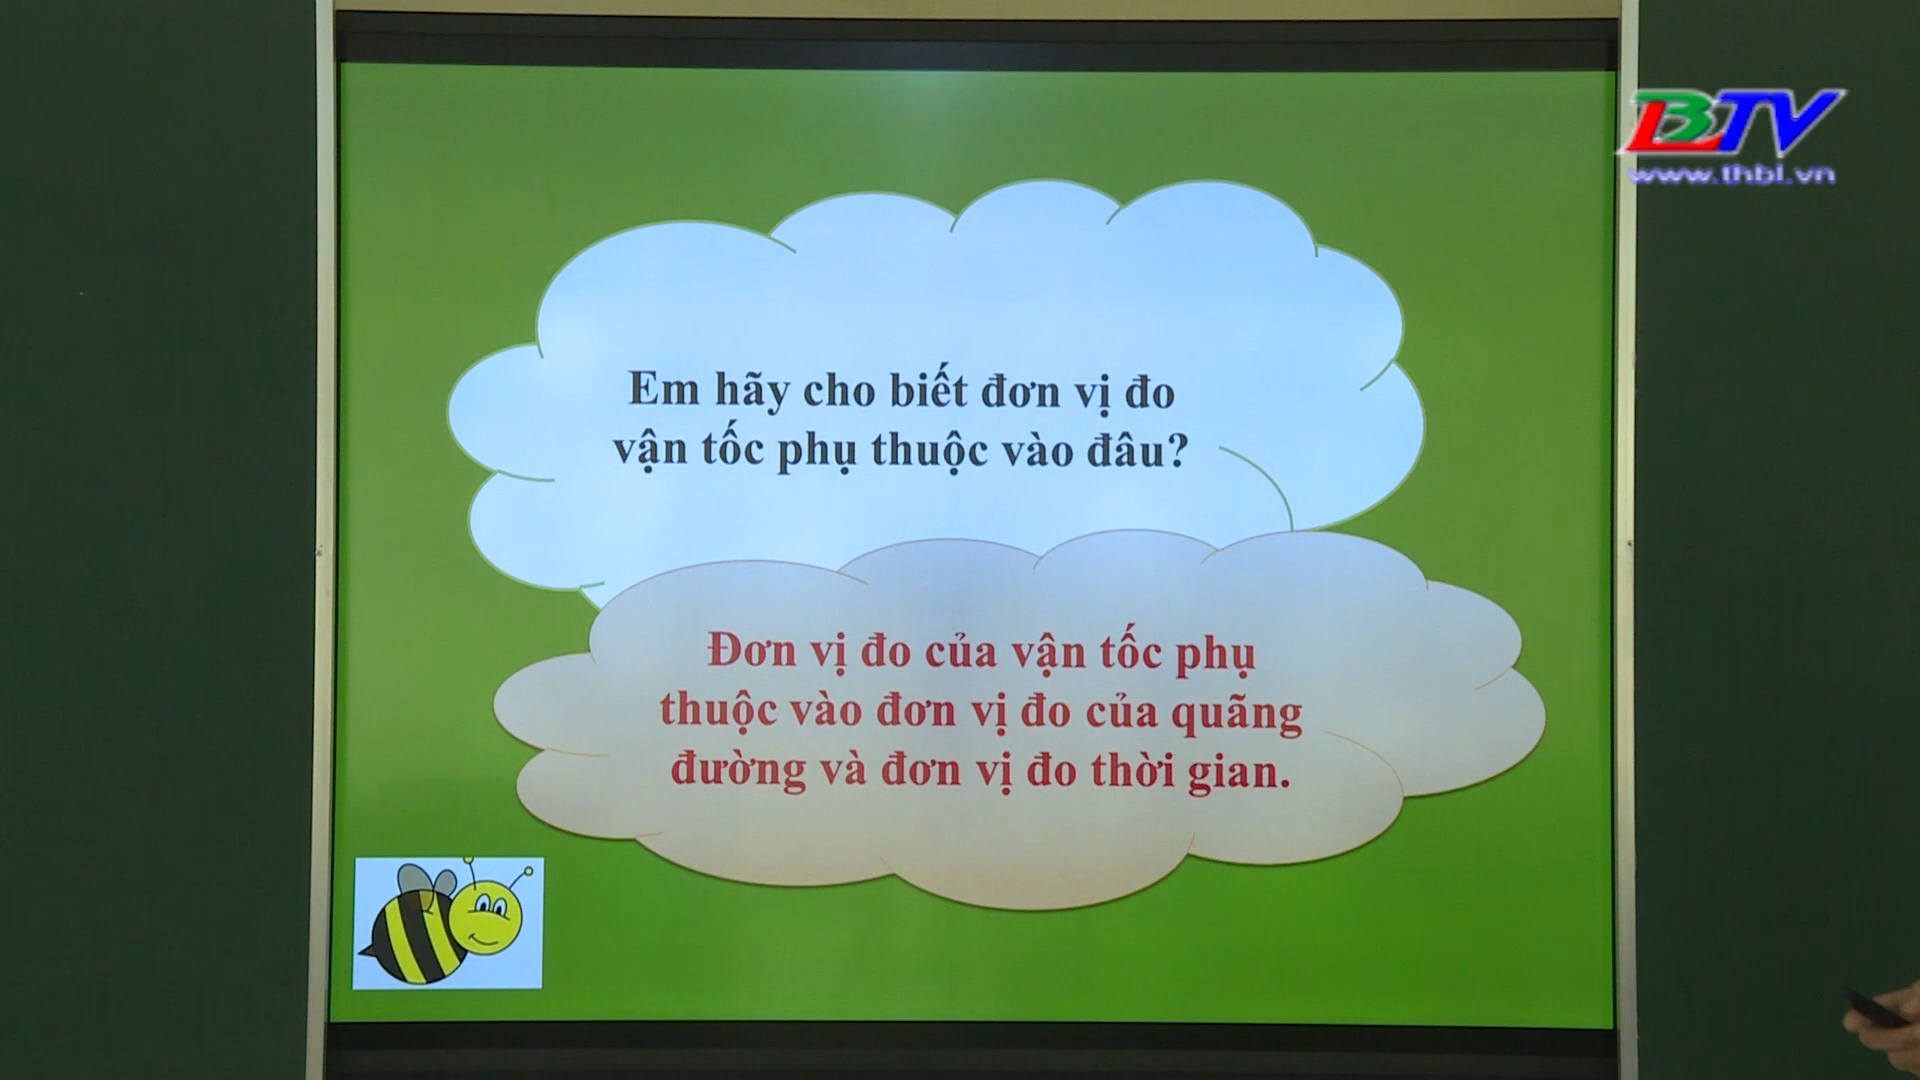 BTV
www.thbl.vn
Em hãy cho biết đơn vị đo
vận tốc phụ thuộc vào đâu?
Đơn vị đo của vận tốc phụ
thuộc vào đơn vị đo của quãng
đường và đơn vị đo thời gian.